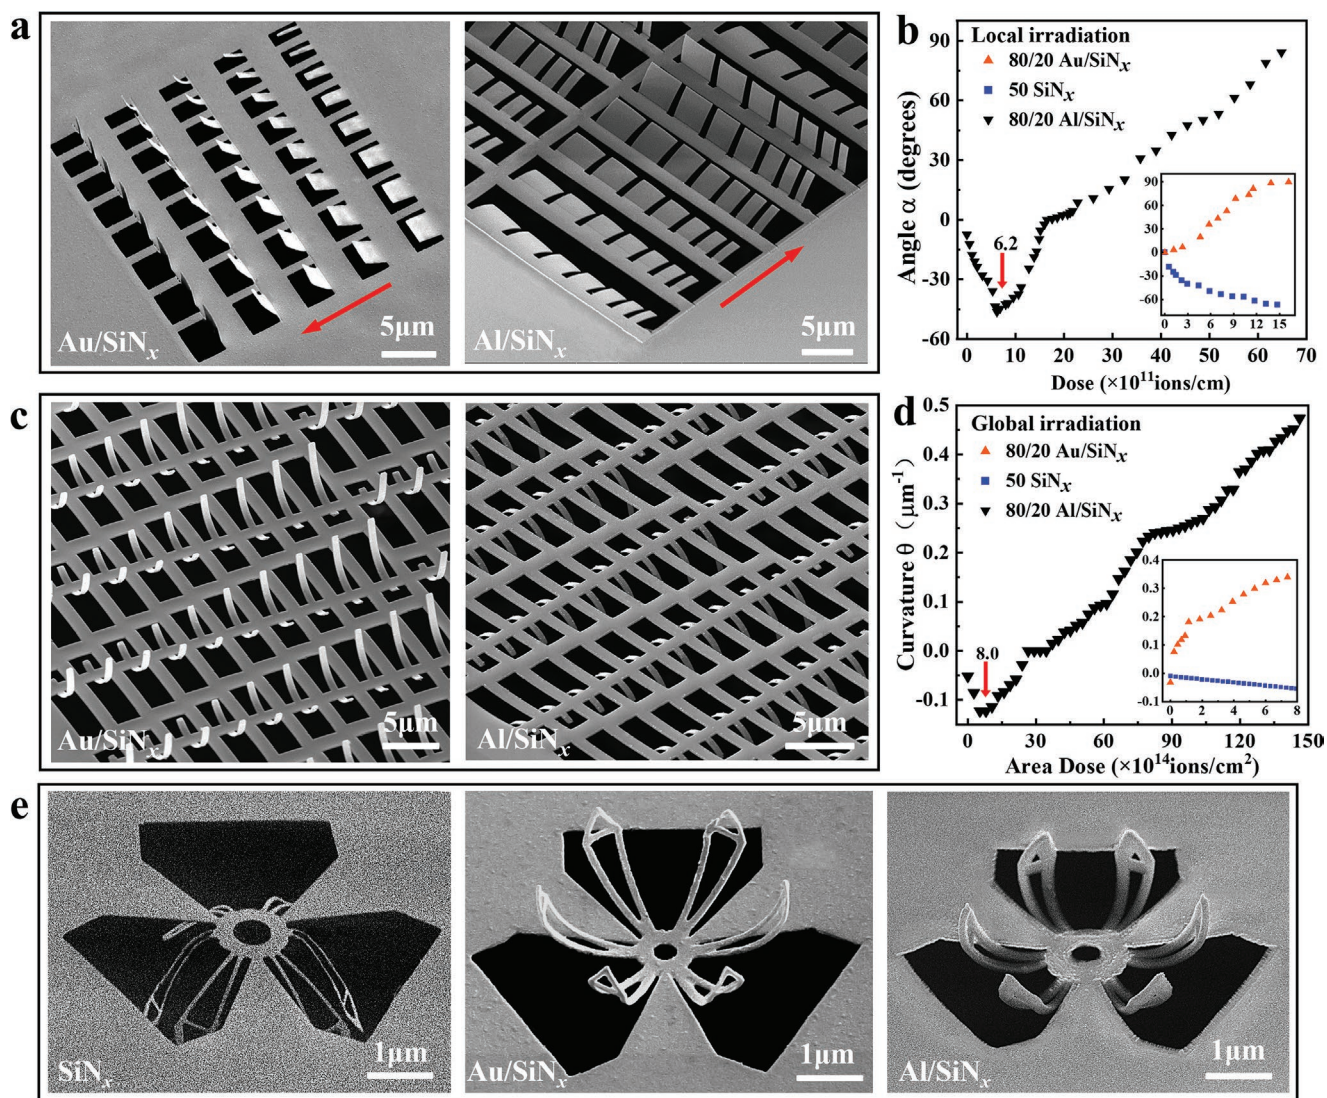 a
Au/SiNₓ
5μm
Al/SiNₓ
5μm
b
Local irradiation
80/20 Au/SiNₓ
50 SiNₓ
80/20 Al/SiNₓ
Angle α (degrees)
90
60
30
0
-30
-60
6.2
0 10 20 30 40 50 60 70
Dose (×10¹¹ions/cm)
90
60
30
0
-30
-60
0 3 6 9 12 15
c
Au/SiNₓ
5μm
Al/SiNₓ
5μm
d
Global irradiation
80/20 Au/SiNₓ
50 SiNₓ
80/20 Al/SiNₓ
Curvature θ (μm⁻¹)
0.5
0.4
0.3
0.2
0.1
0.0
-0.1
8.0
0 30 60 90 120 150
Area Dose (×10¹⁴ions/cm²)
0.4
0.3
0.2
0.1
0.0
-0.1
0 2 4 6 8
e
SiNₓ
1μm
Au/SiNₓ
1μm
Al/SiNₓ
1μm